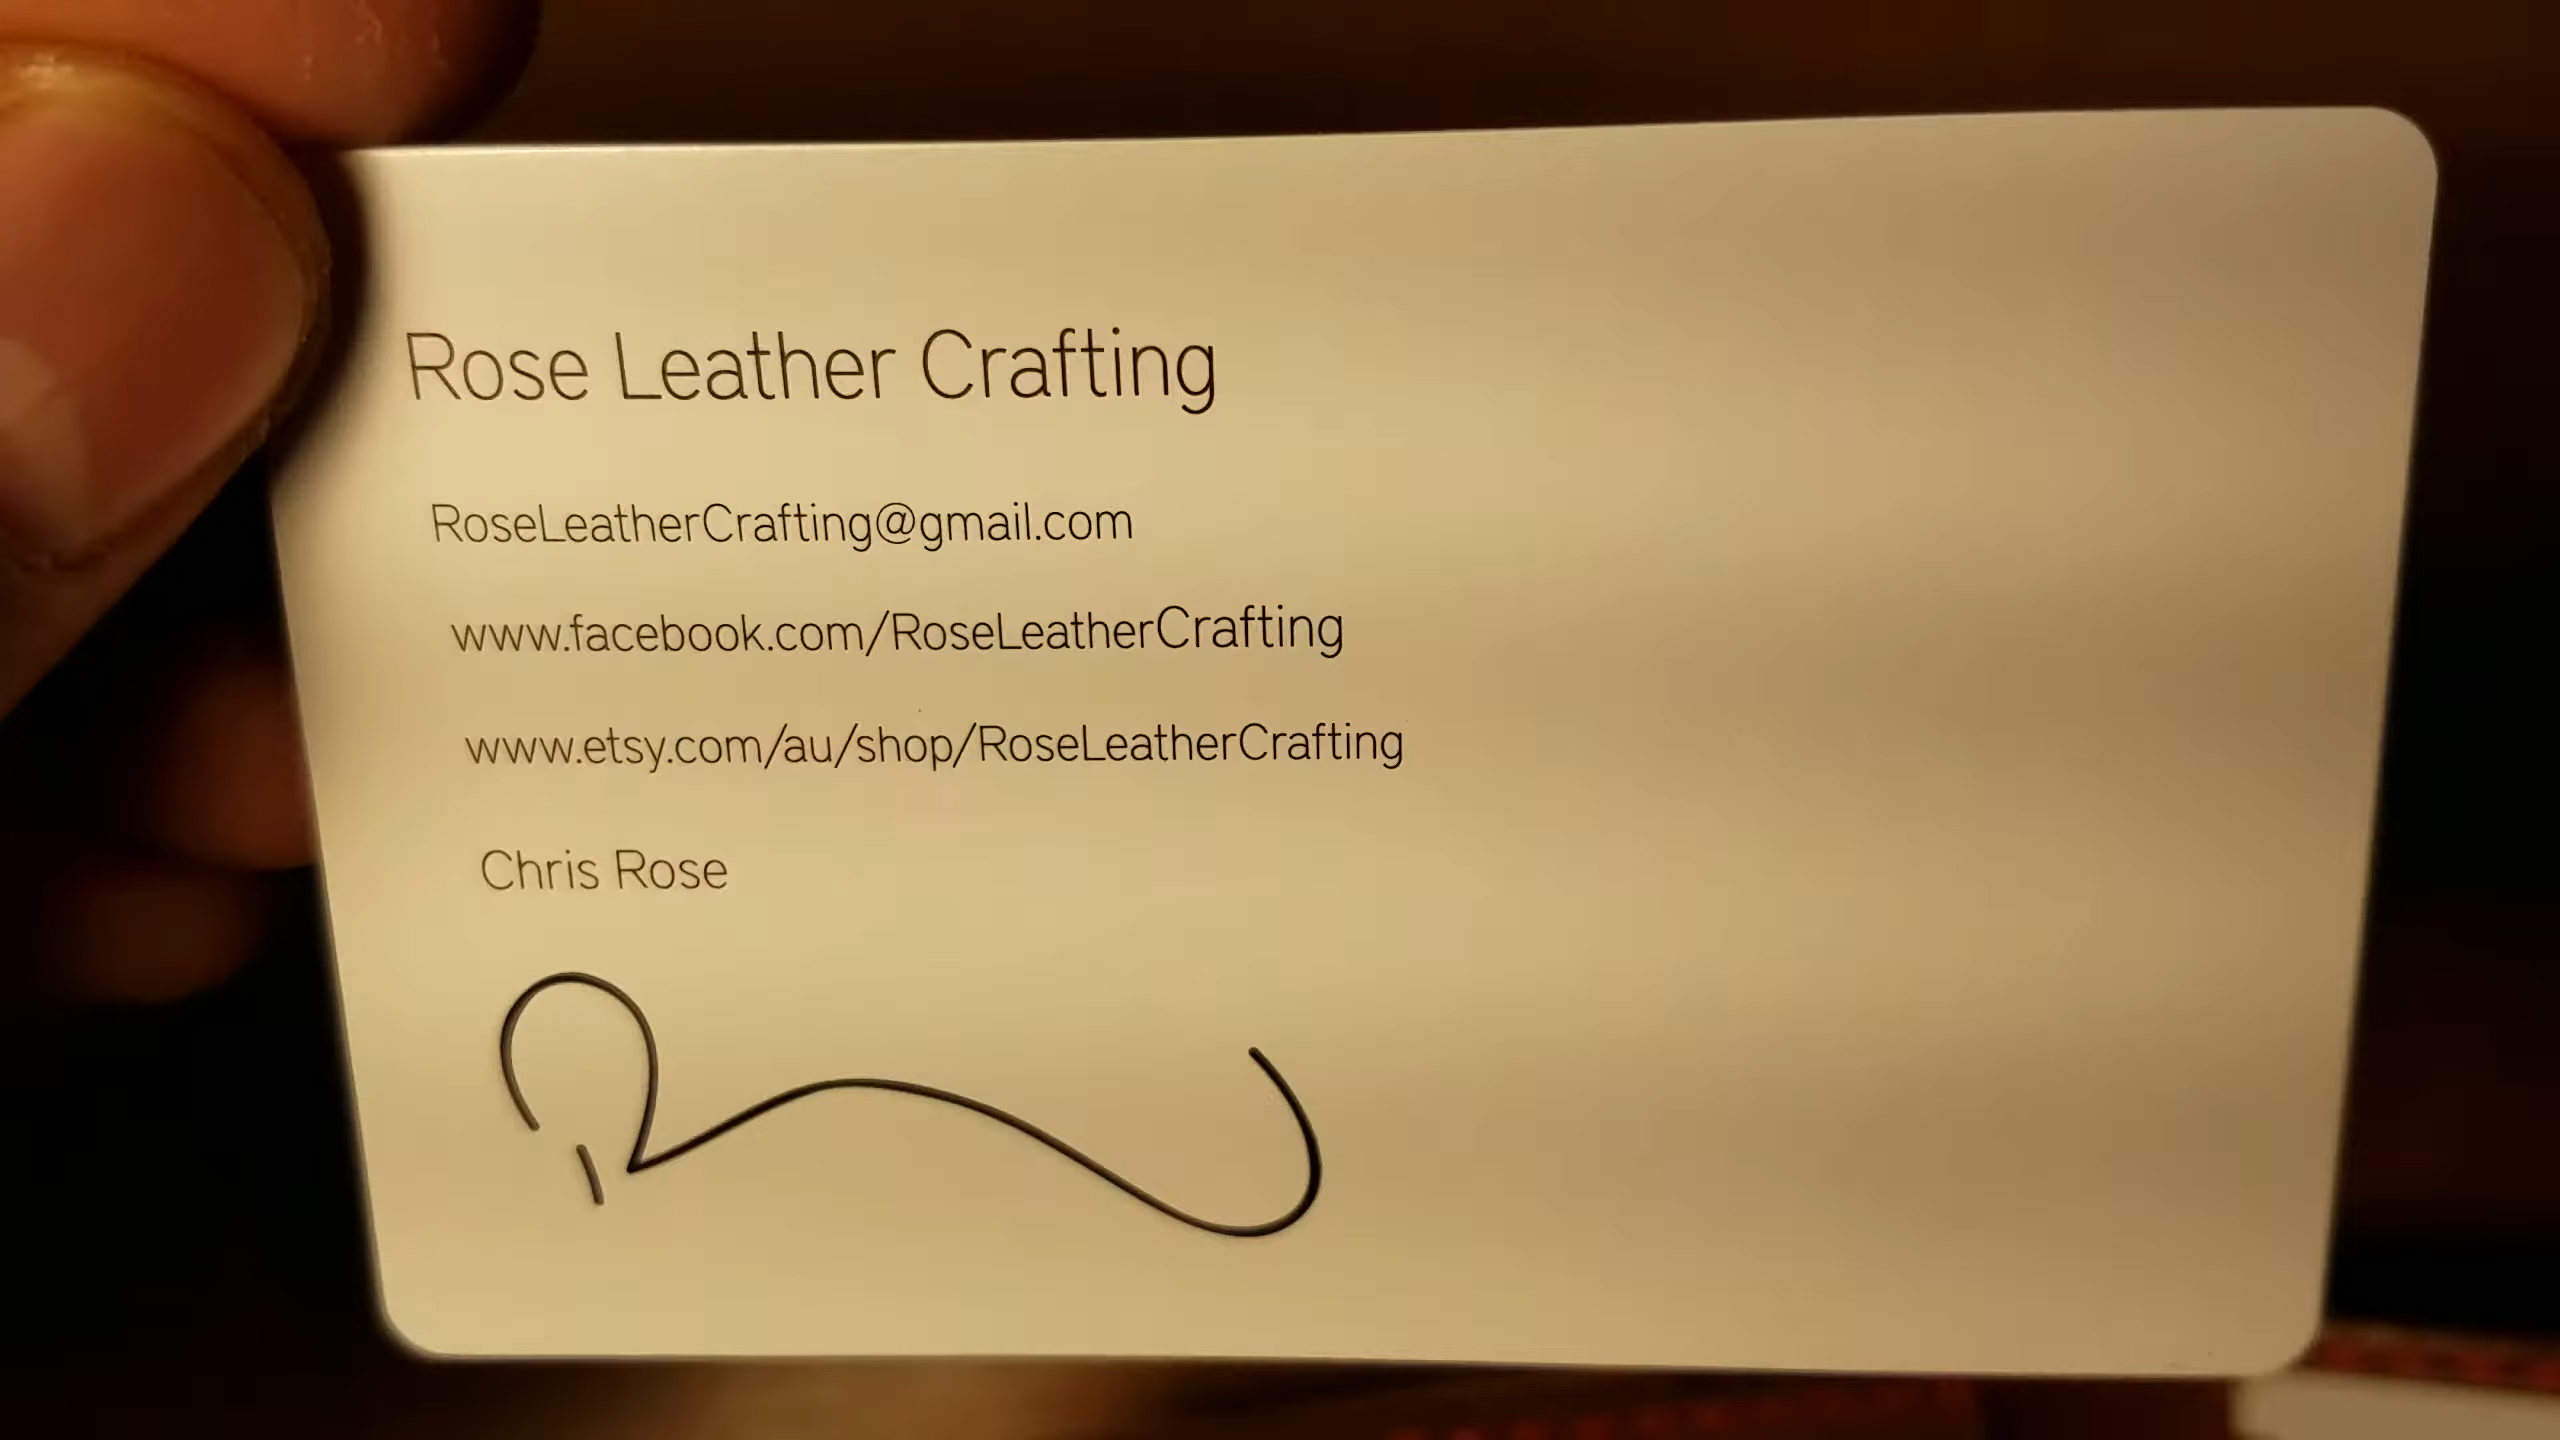 Rose Leather Crafting
RoseLeatherCrafting@gmail.com
www.facebook.com/RoseLeatherCrafting
www.etsy.com/au/shop/RoseLeatherCrafting
Chris Rose